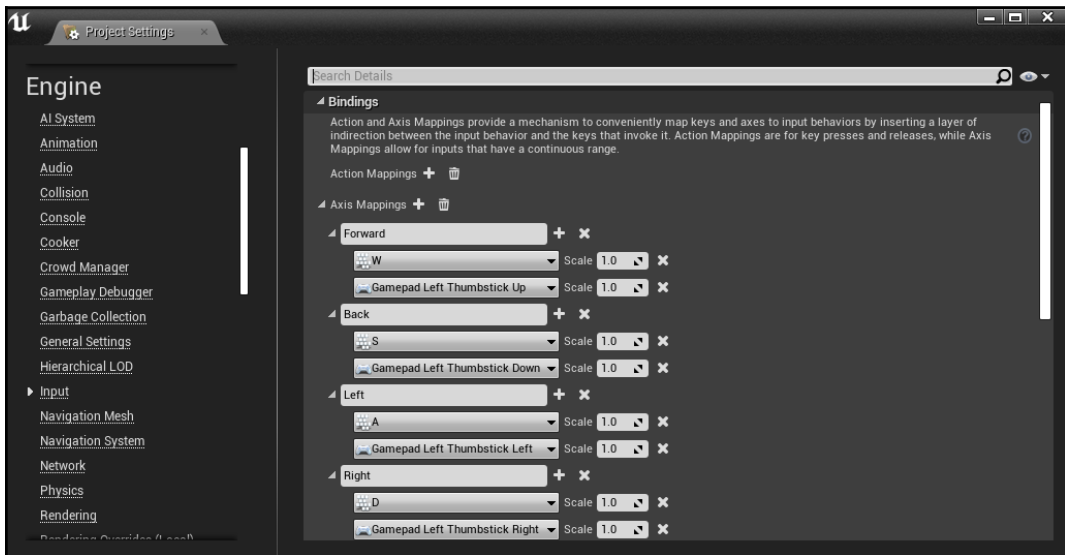 Project Settings
Engine
AI System
Animation
Audio
Collision
Console
Cooker
Crowd Manager
Gameplay Debugger
Garbage Collection
General Settings
Hierarchical LOD
Input
Navigation Mesh
Navigation System
Network
Physics
Rendering
Rendering Overrides (Local)
Search Details
Bindings
Action and Axis Mappings provide a mechanism to conveniently map keys and axes to input behaviors by inserting a layer of
indirection between the input behavior and the keys that invoke it. Action Mappings are for key presses and releases, while Axis
Mappings allow for inputs that have a continuous range.
Action Mappings
Axis Mappings
Forward
W Scale 1.0
Gamepad Left Thumbstick Up Scale 1.0
Back
S Scale 1.0
Gamepad Left Thumbstick Down Scale 1.0
Left
A Scale 1.0
Gamepad Left Thumbstick Left Scale 1.0
Right
D Scale 1.0
Gamepad Left Thumbstick Right Scale 1.0